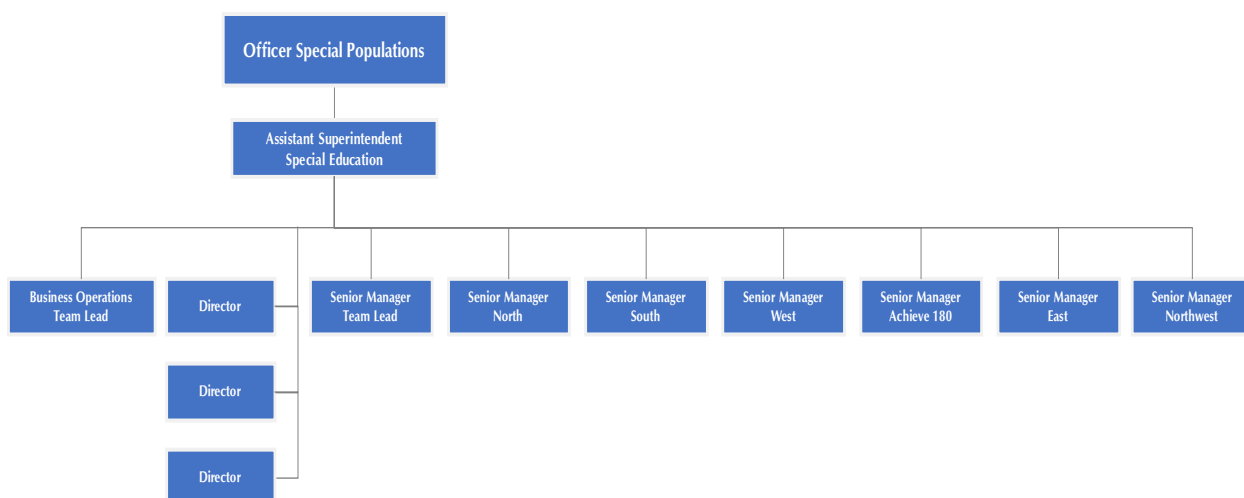 Officer Special Populations
Assistant Superintendent
Special Education
Business Operations
Team Lead
Director
Senior Manager
Team Lead
Senior Manager
North
Senior Manager
South
Senior Manager
West
Senior Manager
Achieve 180
Senior Manager
East
Senior Manager
Northwest
Director
Director